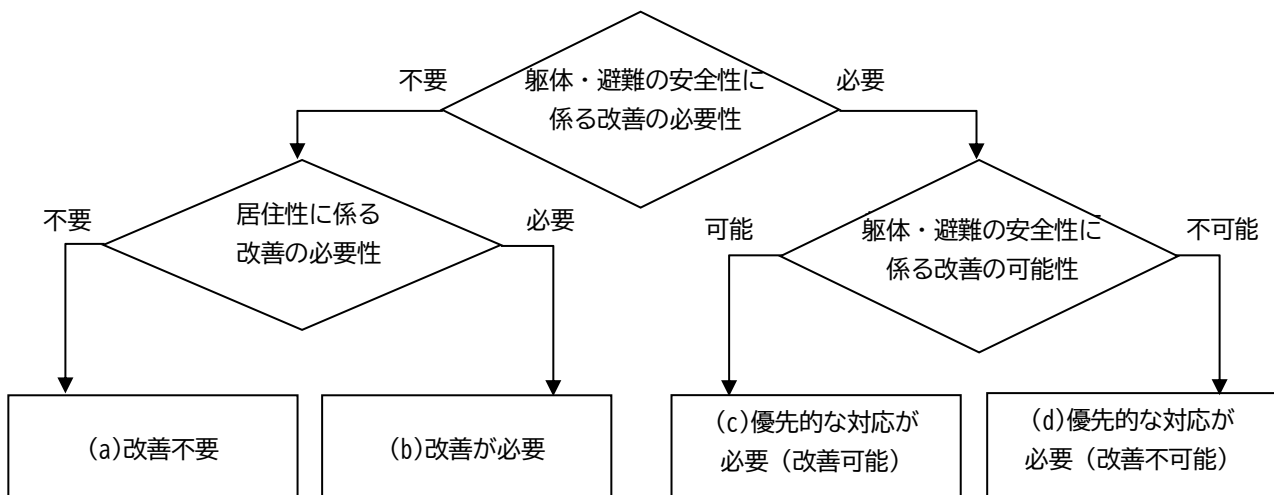 躯体・避難の安全性に
係る改善の必要性
不要
必要
居住性に係る
改善の必要性
不要
必要
躯体・避難の安全性に
係る改善の可能性
可能
不可能
(a)改善不要
(b)改善が必要
(c)優先的な対応が
必要（改善可能）
(d)優先的な対応が
必要（改善不可能）